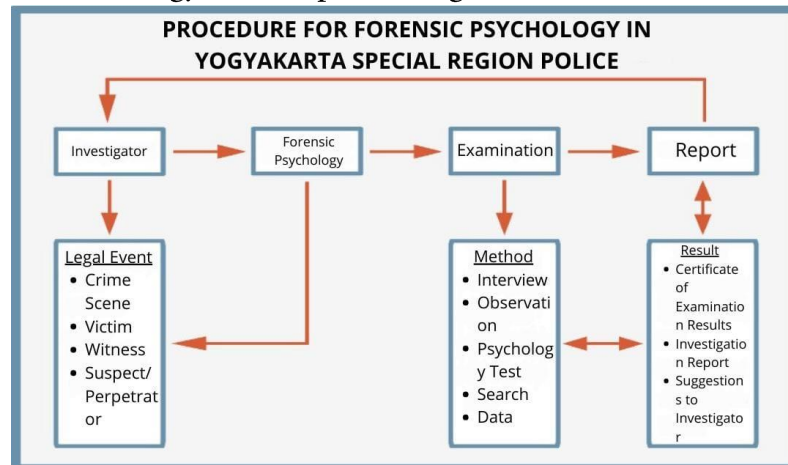 PROCEDURE FOR FORENSIC PSYCHOLOGY IN
YOGYAKARTA SPECIAL REGION POLICE
Investigator
Forensic
Psychology
Examination
Report
Legal Event
• Crime
Scene
• Victim
• Witness
• Suspect/
Perpetrat
or
Method
• Interview
• Observati
on
• Psycholog
y Test
• Search
• Data
Result
• Certificate
of
Examinatio
n Results
• Investigatio
n Report
• Suggestion
s to
Investigato
r